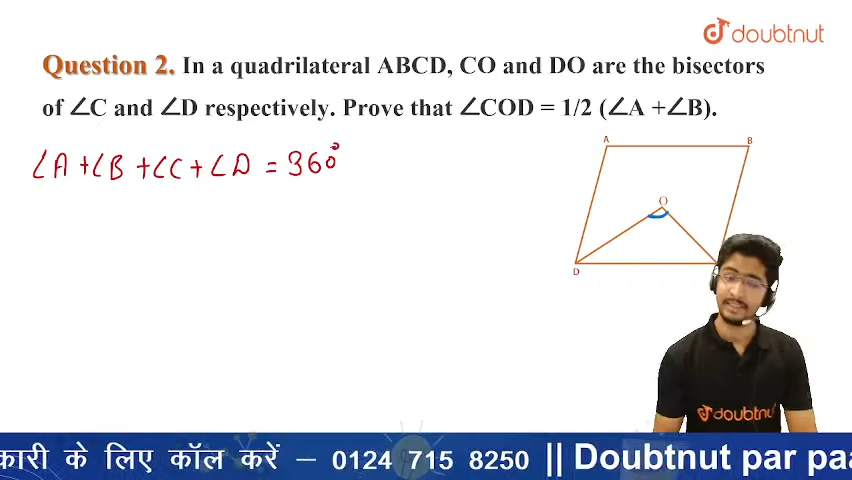 doubtnut
Question 2. In a quadrilateral ABCD, CO and DO are the bisectors
of ∠C and ∠D respectively. Prove that ∠COD = 1/2 (∠A +∠B).
∠A +∠B +∠C + ∠D = 360°
A
B
O
D
doubtnut
कारी के लिए कॉल करें – 0124 715 8250 || Doubtnut par